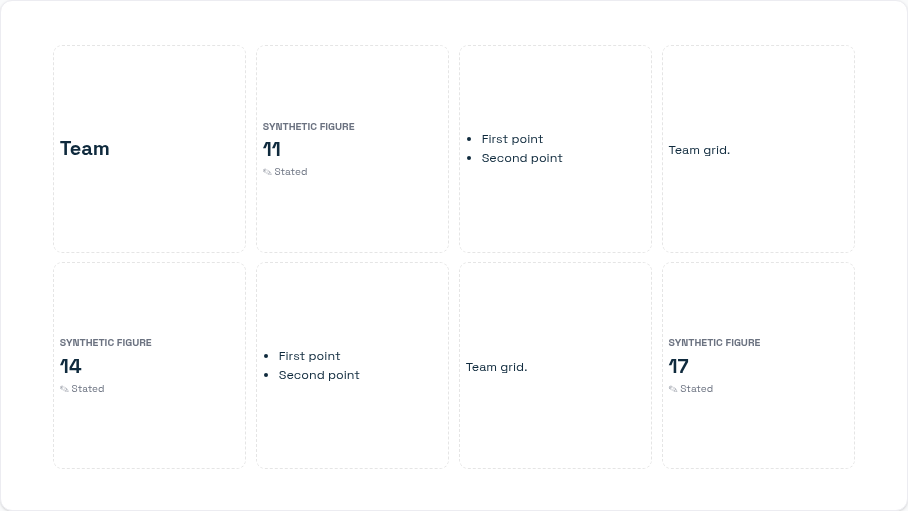 Team
SYNTHETIC FIGURE
11
✎ Stated
• First point
• Second point
Team grid.
SYNTHETIC FIGURE
14
✎ Stated
• First point
• Second point
Team grid.
SYNTHETIC FIGURE
17
✎ Stated